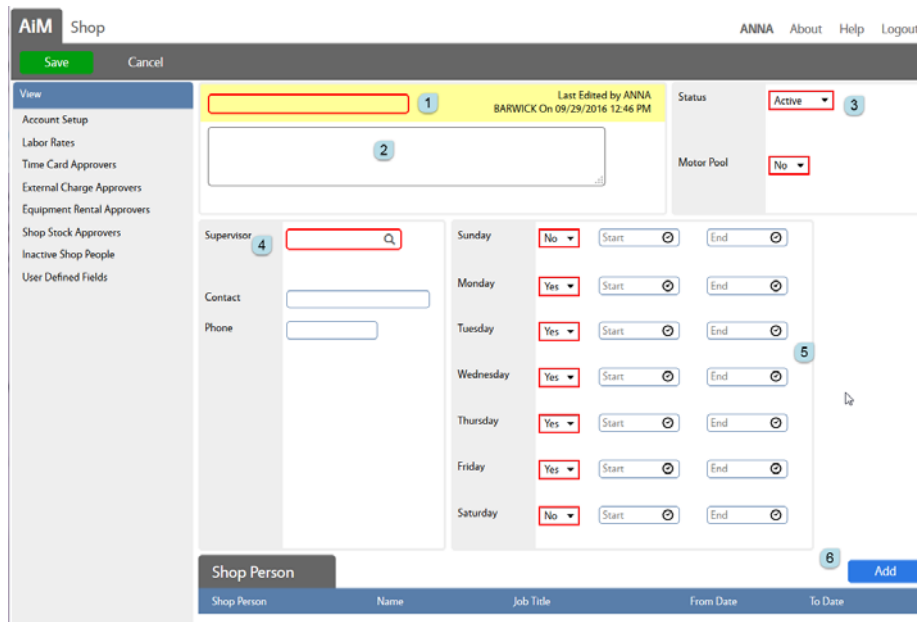 AiM Shop
ANNA About Help Logout
Save Cancel
View
Account Setup
Labor Rates
Time Card Approvers
External Charge Approvers
Equipment Rental Approvers
Shop Stock Approvers
Inactive Shop People
User Defined Fields
1
Last Edited by ANNA
BARWICK On 09/29/2016 12:46 PM
2
Status Active 3
Motor Pool No
Supervisor 4
Contact
Phone
Sunday No Start End
Monday Yes Start End
Tuesday Yes Start End
5
Wednesday Yes Start End
Thursday Yes Start End
Friday Yes Start End
Saturday No Start End
6
Shop Person Add
Shop Person Name Job Title From Date To Date